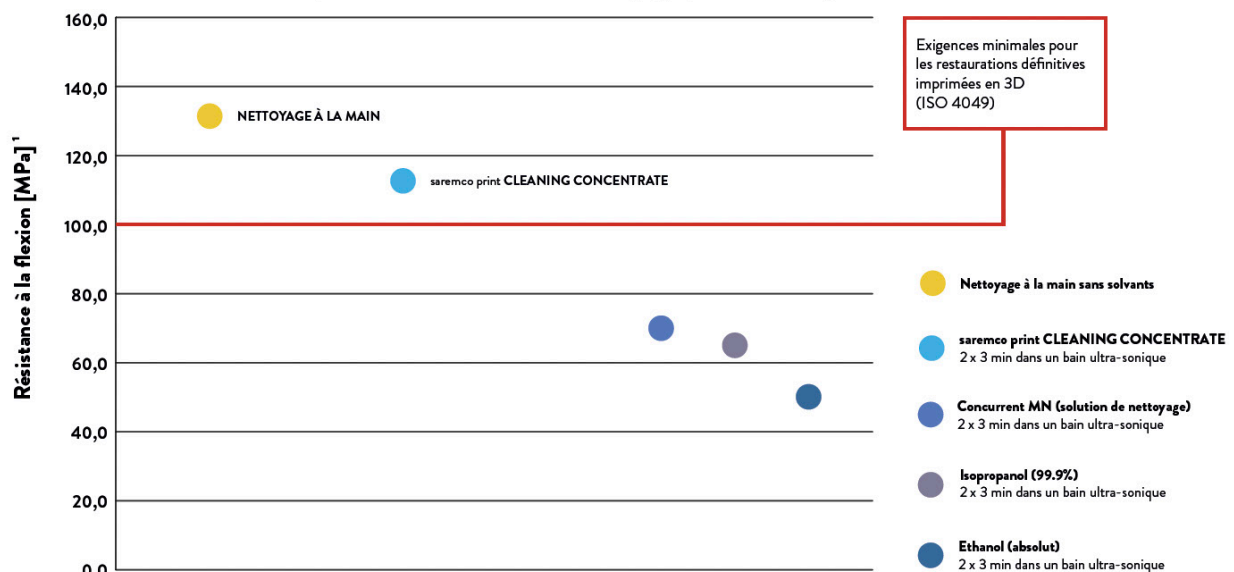 160,0
140,0
120,0
100,0
80,0
60,0
40,0
20,0
0,0
Résistance à la flexion [MPa] ¹
NETTOYAGE À LA MAIN
saremco print CLEANING CONCENTRATE
Exigences minimales pour
les restaurations définitives
imprimées en 3D
(ISO 4049)
Nettoyage à la main sans solvants
saremco print CLEANING CONCENTRATE
2 x 3 min dans un bain ultra-sonique
Concurrent MN (solution de nettoyage)
2 x 3 min dans un bain ultra-sonique
Isopropanol (99.9%)
2 x 3 min dans un bain ultra-sonique
Ethanol (absolut)
2 x 3 min dans un bain ultra-sonique